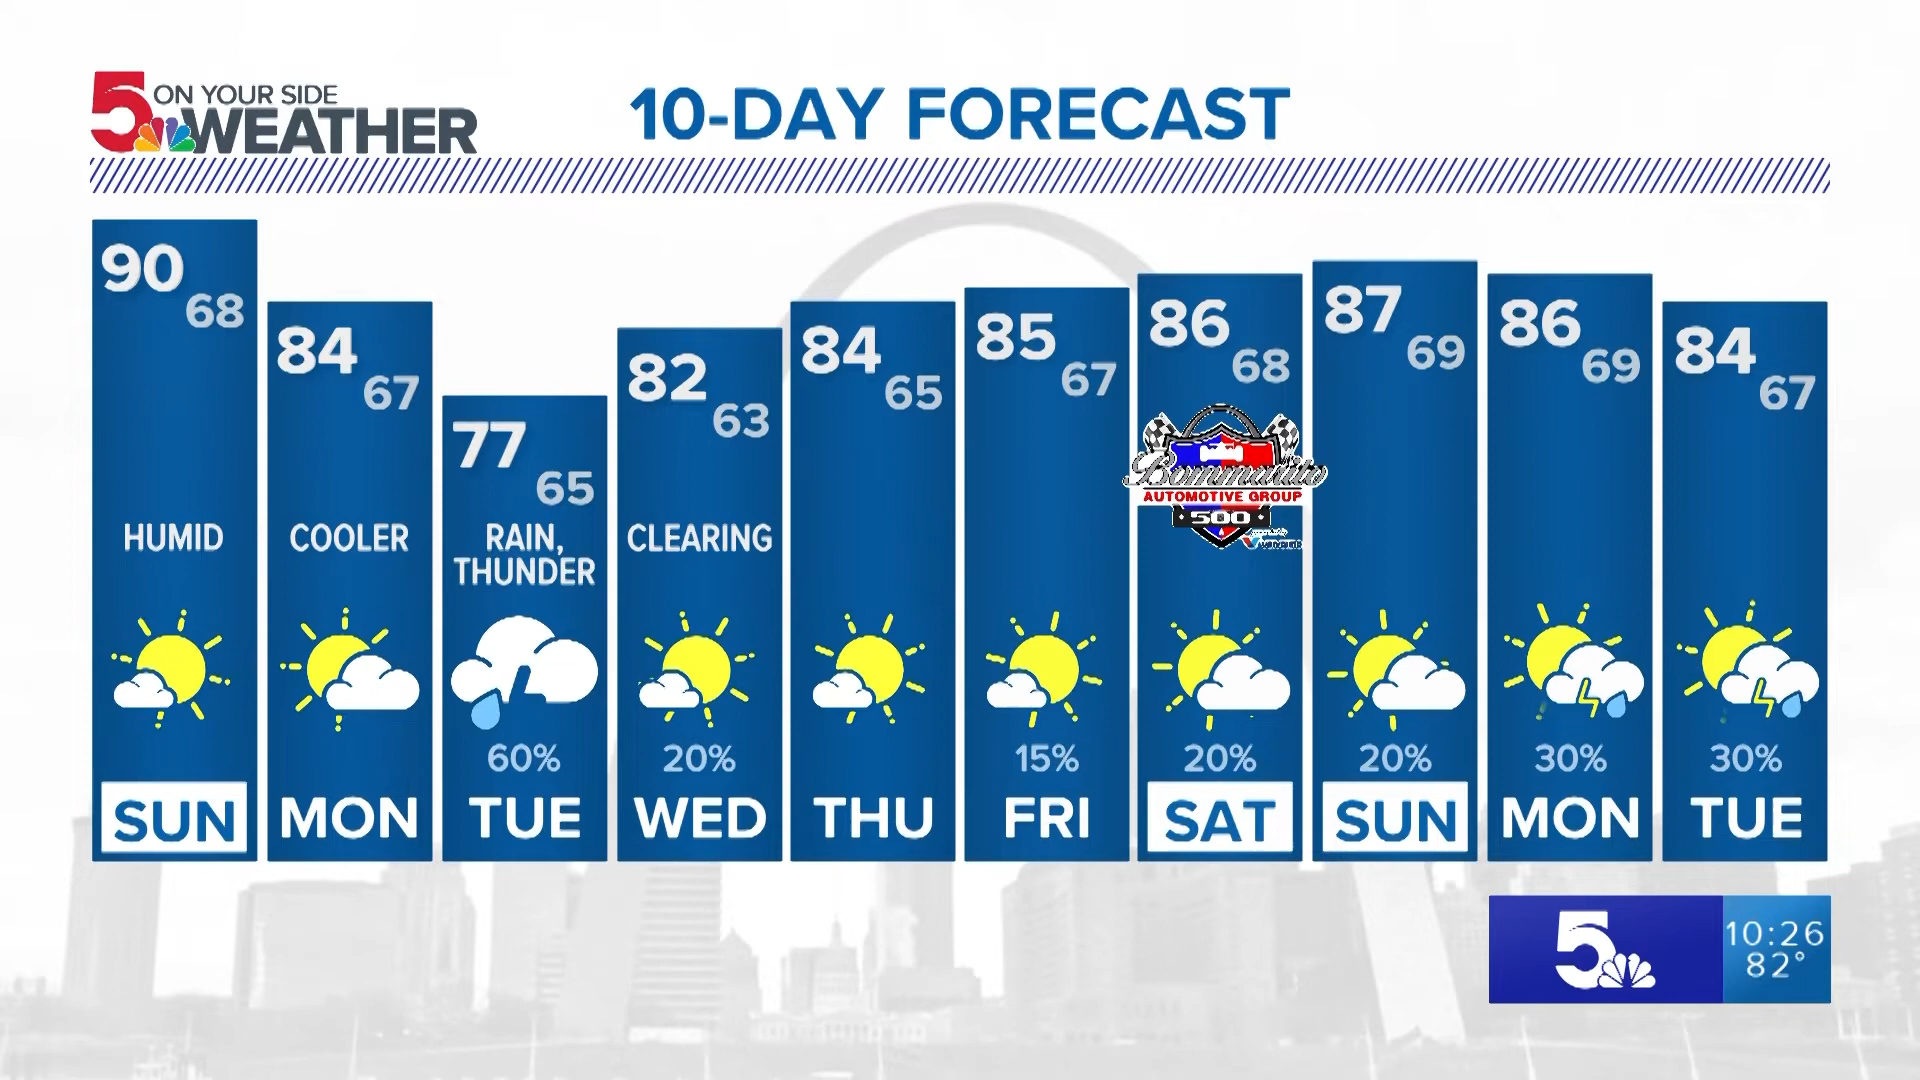 5 ON YOUR SIDE
WEATHER
10-DAY FORECAST
90 68
HUMID
SUN
84 67
COOLER
MON
77 65
RAIN,
THUNDER
60%
TUE
82 63
CLEARING
20%
WED
84 65
THU
85 67
15%
FRI
86 68
Bommarito
AUTOMOTIVE GROUP
500
20%
SAT
87 69
20%
SUN
86 69
30%
MON
84 67
30%
TUE
5
10:26
82°